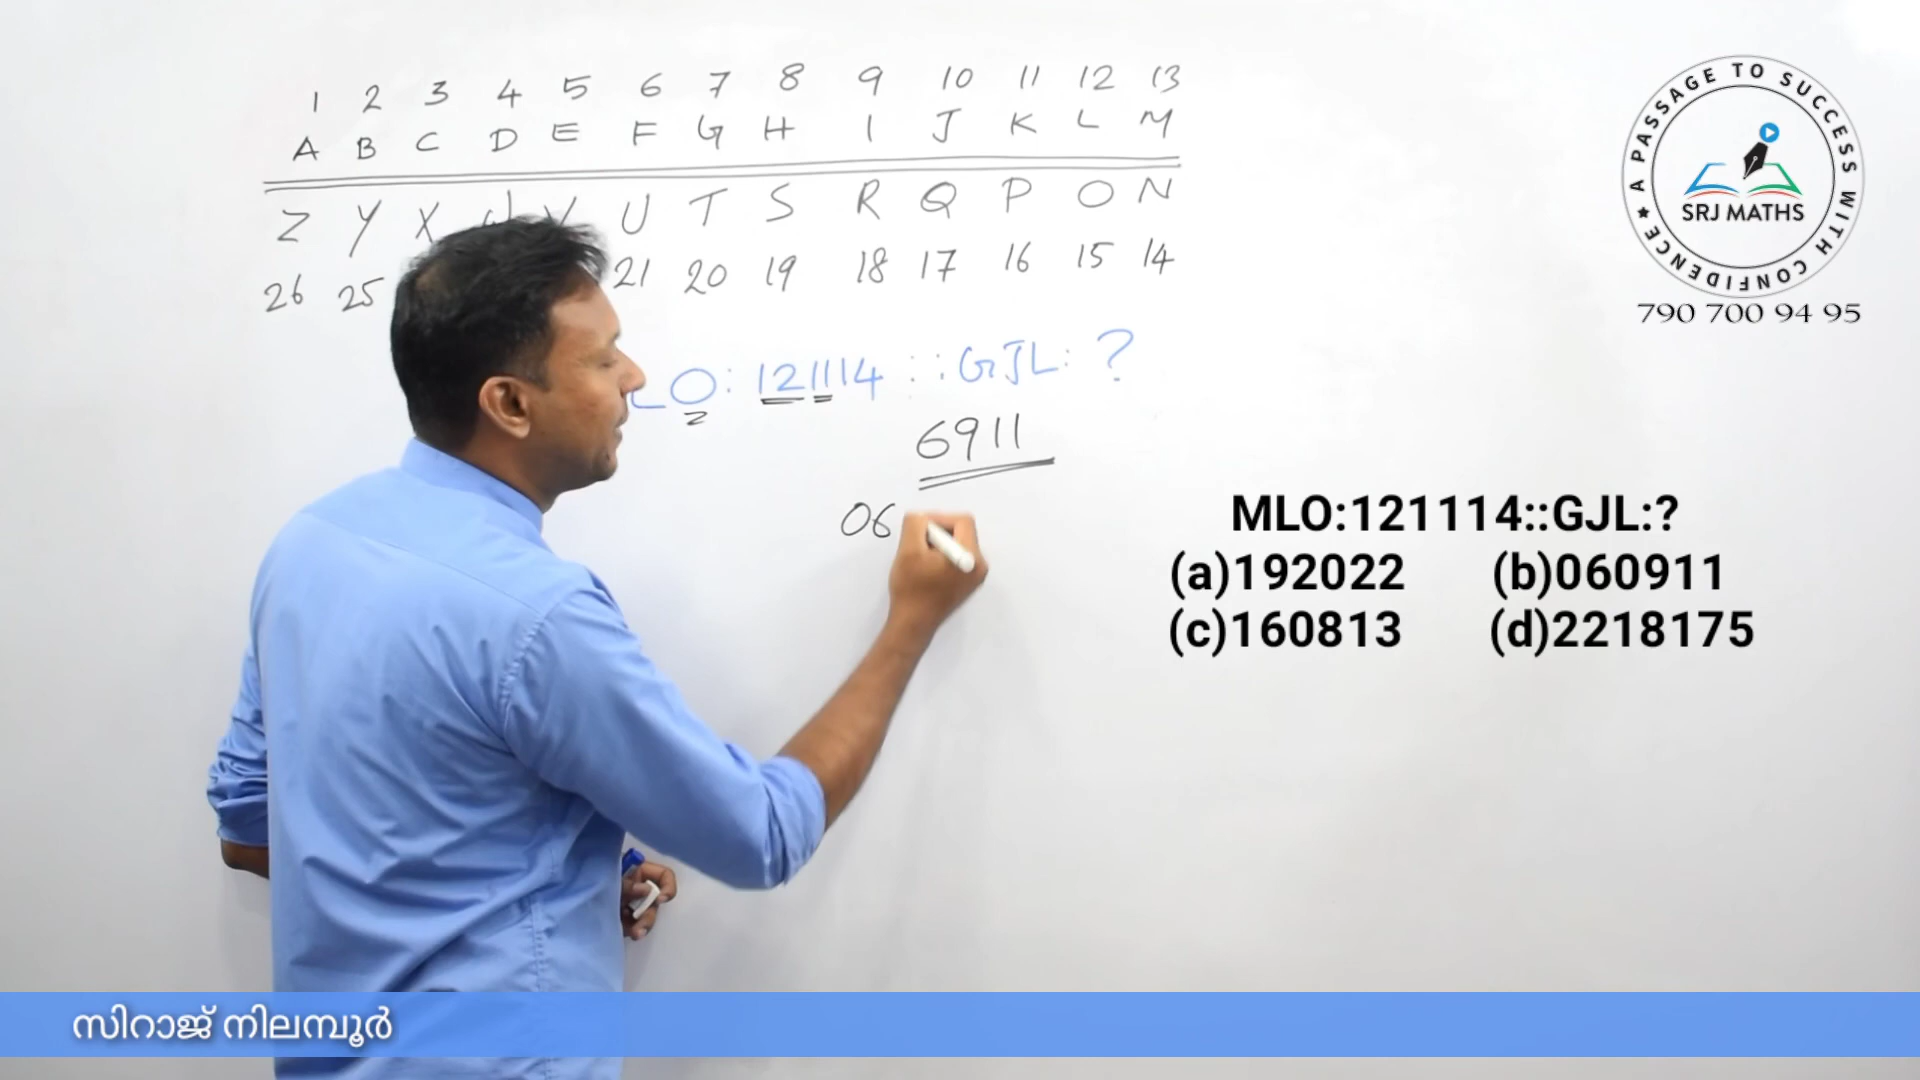 1 2 3 4 5 6 7 8 9 10 11 12 13
A B C D E F G H I J K L M
Z Y X U T S R Q P O N
26 25 21 20 19 18 17 16 15 14
LO: 121114 :: GJL: ?
6911
06
A PASSAGE TO SUCCESS WITH CONFIDENCE
SRJ MATHS
790 700 94 95
MLO:121114::GJL:?
(a)192022 (b)060911
(c)160813 (d)2218175
സിറാജ് നിലമ്പൂർ